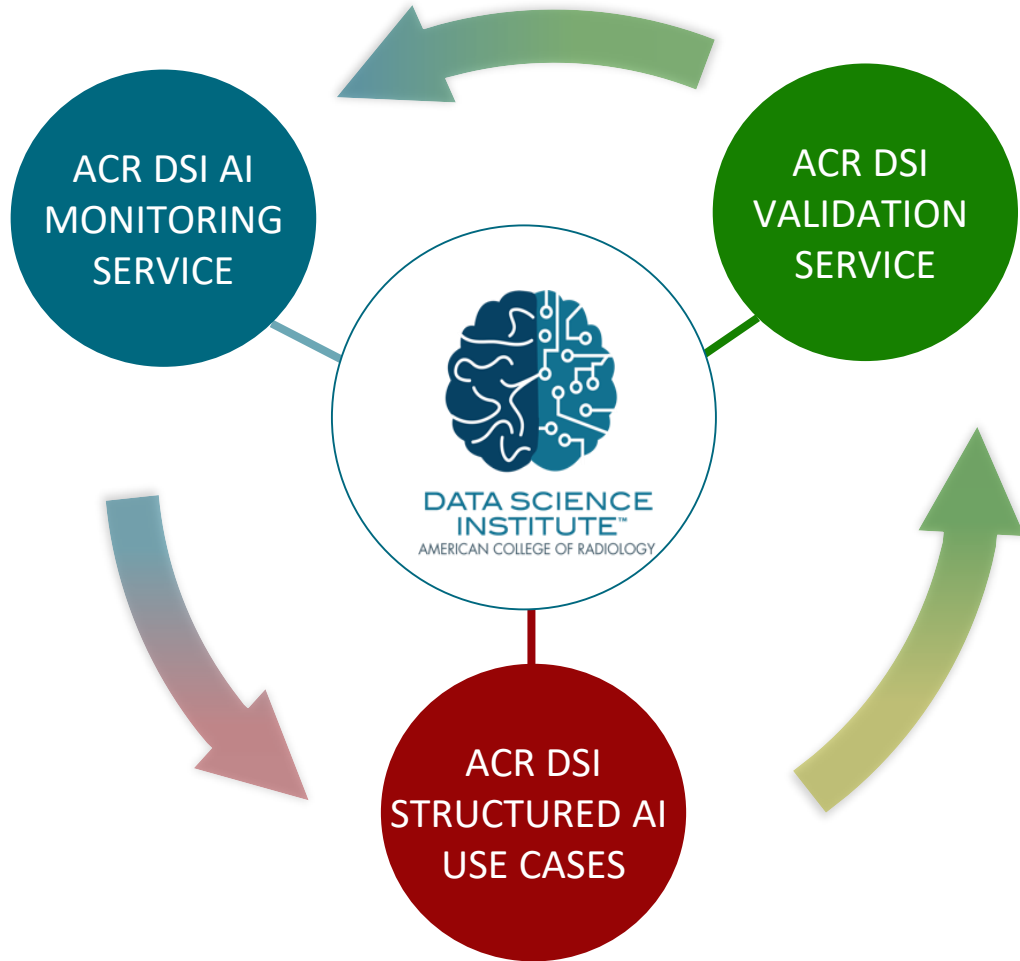 ACR DSI AI
MONITORING
SERVICE
ACR DSI
VALIDATION
SERVICE
DATA SCIENCE
INSTITUTE™
AMERICAN COLLEGE OF RADIOLOGY
ACR DSI
STRUCTURED AI
USE CASES